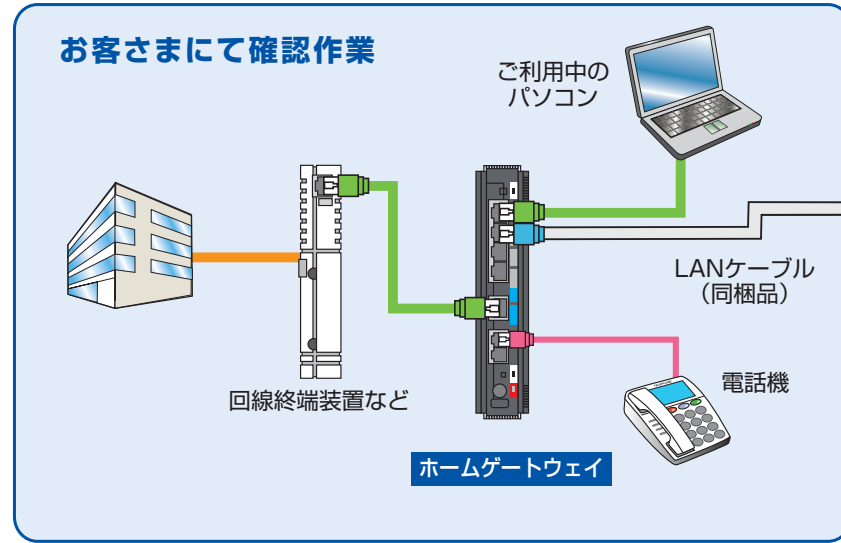 お客さまにて確認作業
ご利用中の
パソコン
LANケーブル
（同梱品）
回線終端装置など
電話機
ホームゲートウェイ